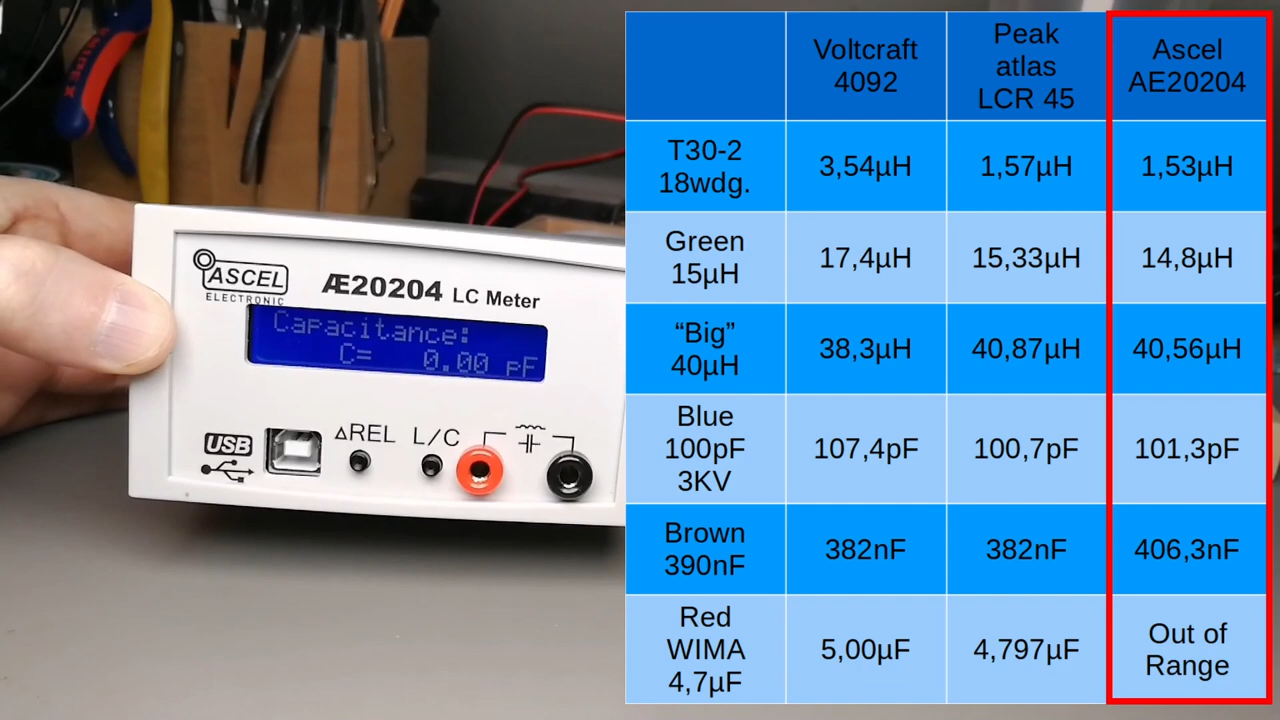 KNIPEX
ASCEL
ELECTRONIC
Æ20204 LC Meter
Capacitance:
C= 0.00 pF
USB
ΔREL L/C
Voltcraft
4092
Peak
atlas
LCR 45
Ascel
AE20204
T30-2
18wdg.
3,54µH
1,57µH
1,53µH
Green
15µH
17,4µH
15,33µH
14,8µH
“Big”
40µH
38,3µH
40,87µH
40,56µH
Blue
100pF
3KV
107,4pF
100,7pF
101,3pF
Brown
390nF
382nF
382nF
406,3nF
Red
WIMA
4,7µF
5,00µF
4,797µF
Out of
Range